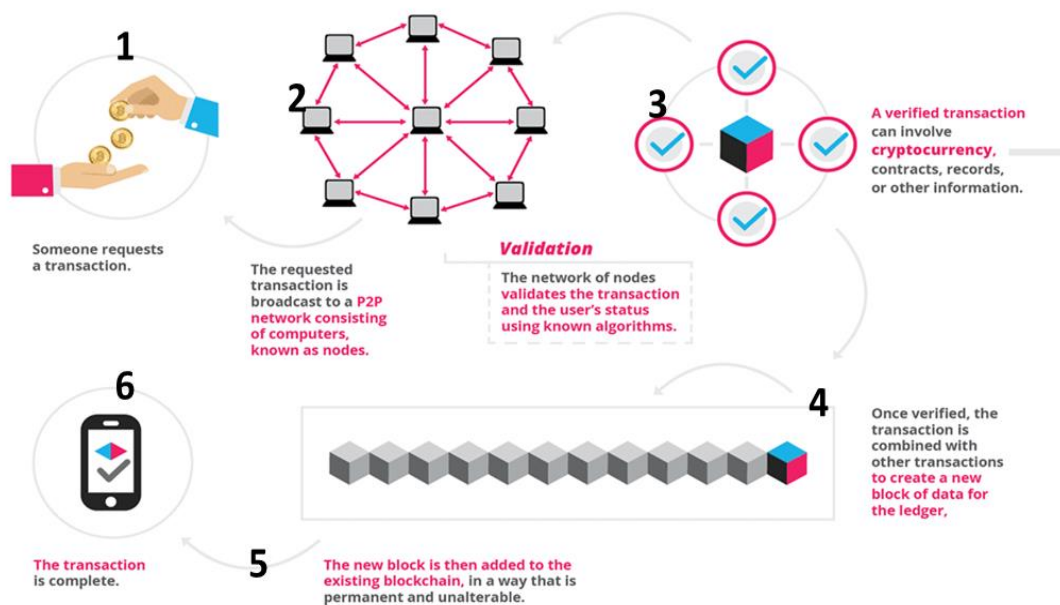 1
Someone requests
a transaction.
2
The requested
transaction is
broadcast to a P2P
network consisting
of computers,
known as nodes.
Validation
The network of nodes
validates the transaction
and the user's status
using known algorithms.
3
A verified transaction
can involve
cryptocurrency,
contracts, records,
or other information.
4
Once verified, the
transaction is
combined with
other transactions
to create a new
block of data for
the ledger,
5
The new block is then added to the
existing blockchain, in a way that is
permanent and unalterable.
6
The transaction
is complete.